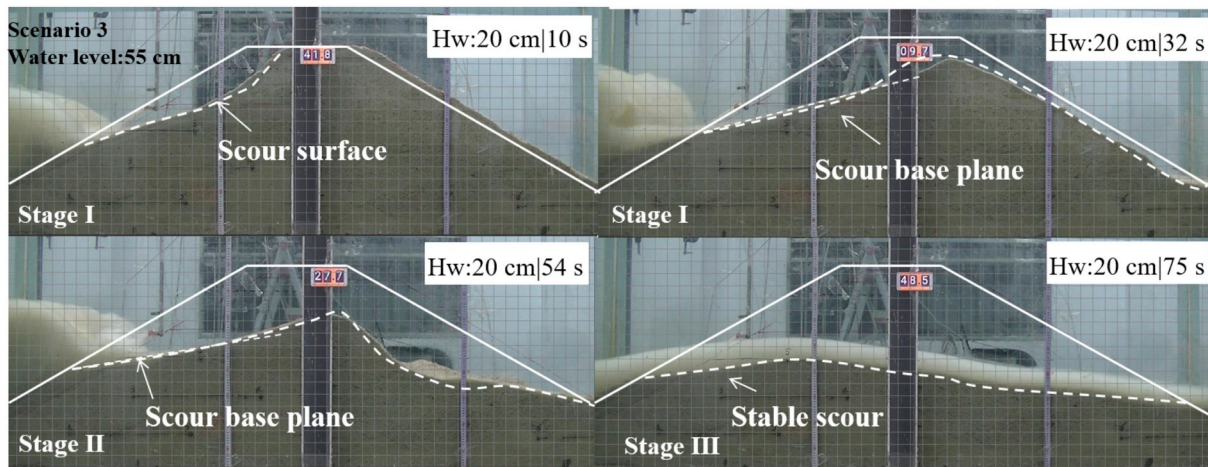 Scenario 3
Water level:55 cm
Hw:20 cm|10 s
41.8
Scour surface
Stage I
Hw:20 cm|32 s
09.7
Scour base plane
Stage I
Hw:20 cm|54 s
27.7
Scour base plane
Stage II
Hw:20 cm|75 s
48.5
Stable scour
Stage III